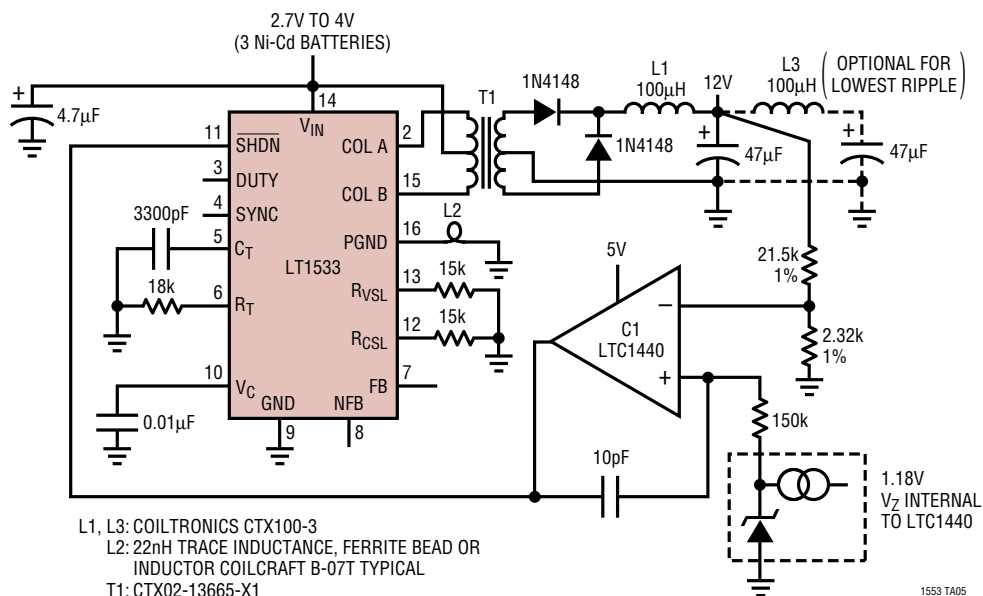 2.7V TO 4V
(3 Ni-Cd BATTERIES)
+
4.7µF
14
VIN
11
SHDN
3
DUTY
4
SYNC
3300pF
5
CT
18k
6
RT
10
VC
0.01µF
GND
9
NFB
8
LT1533
COL A
2
COL B
15
PGND
16
L2
RVSL
13
15k
RCSL
12
15k
FB
7
T1
1N4148
1N4148
L1
100µH
12V
+
47µF
L3
100µH
(OPTIONAL FOR
LOWEST RIPPLE)
+
47µF
21.5k
1%
2.32k
1%
5V
C1
LTC1440
−
+
150k
10pF
1.18V
VZ INTERNAL
TO LTC1440
L1, L3: COILTRONICS CTX100-3
L2: 22nH TRACE INDUCTANCE, FERRITE BEAD OR
INDUCTOR COILCRAFT B-07T TYPICAL
T1: CTX02-13665-X1
1553 TA05